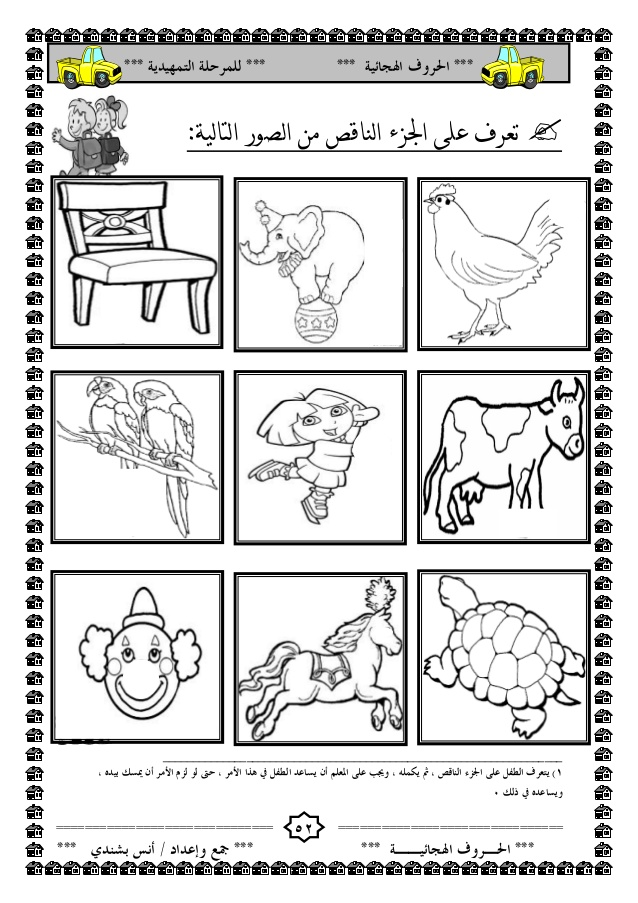 *** الحروف الهجائية *** *** للمرحلة التمهيدية ***
تعرف على الجزء الناقص من الصور التالية:
١) يتعرف الطفل على الجزء الناقص ، ثم يكمله ، ويجب على المعلم أن يساعد الطفل في هذا الأمر ، حتى لو لزم الأمر أن يمسك بيده ،
ويساعده في ذلك .
٥٢
*** الحـــروف الهجائيـــــة *** *** جمع وإعداد / أنس بشندي ***